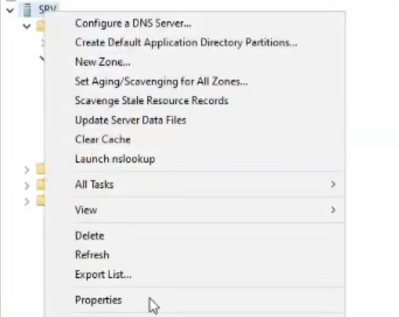 SRV
Configure a DNS Server...
Create Default Application Directory Partitions...
New Zone...
Set Aging/Scavenging for All Zones...
Scavenge Stale Resource Records
Update Server Data Files
Clear Cache
Launch nslookup
All Tasks
View
Delete
Refresh
Export List...
Properties